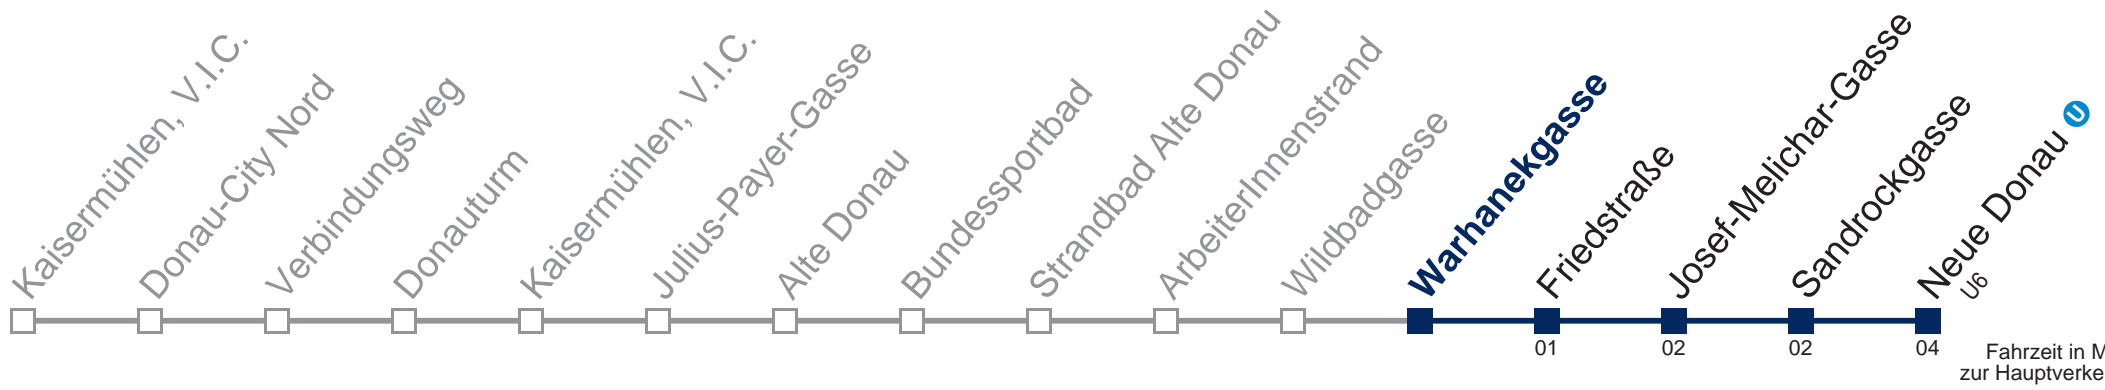 Kaisermühlen, V.I.C.
Donau-City Nord
Verbindungsweg
Donauturm
Kaisermühlen, V.I.C.
Julius-Payer-Gasse
Alte Donau
Bundessportbad
Strandbad Alte Donau
ArbeiterInnenstrand
Wildbadgasse
Warhanekgasse
Friedstraße
Josef-Melichar-Gasse
Sandrockgasse
Neue Donau U
U6
01 02 02 04
Fahrzeit in M
zur Hauptverke